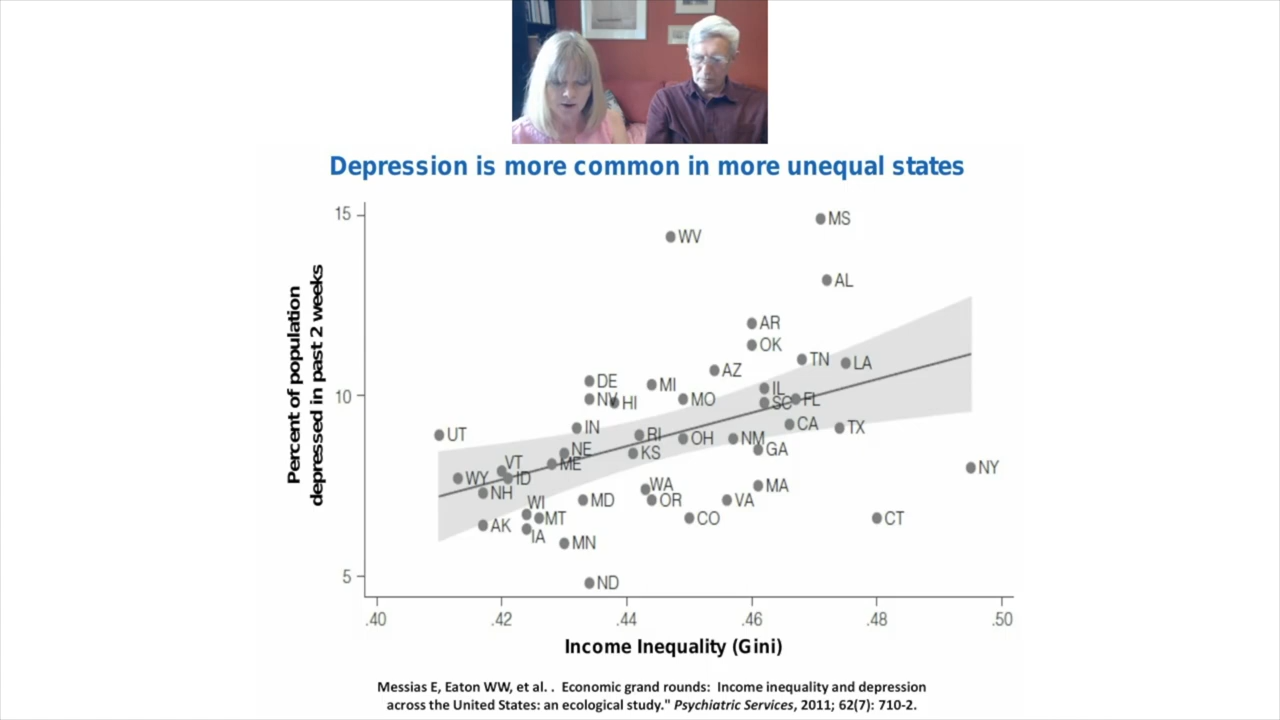 Depression is more common in more unequal states
Percent of population
depressed in past 2 weeks
15
10
5
MS
WV
AL
AR
OK
TN
LA
AZ
DE
MI
IL
NV
HI
MO
SC
FL
IN
CA
TX
UT
RI
OH
NM
NE
KS
GA
VT
ME
WY
ID
NY
NH
WA
MA
WI
MD
OR
VA
AK
MT
CO
CT
IA
MN
ND
.40 .42 .44 .46 .48 .50
Income Inequality (Gini)
Messias E, Eaton WW, et al. . Economic grand rounds: Income inequality and depression
across the United States: an ecological study." Psychiatric Services, 2011; 62(7): 710-2.